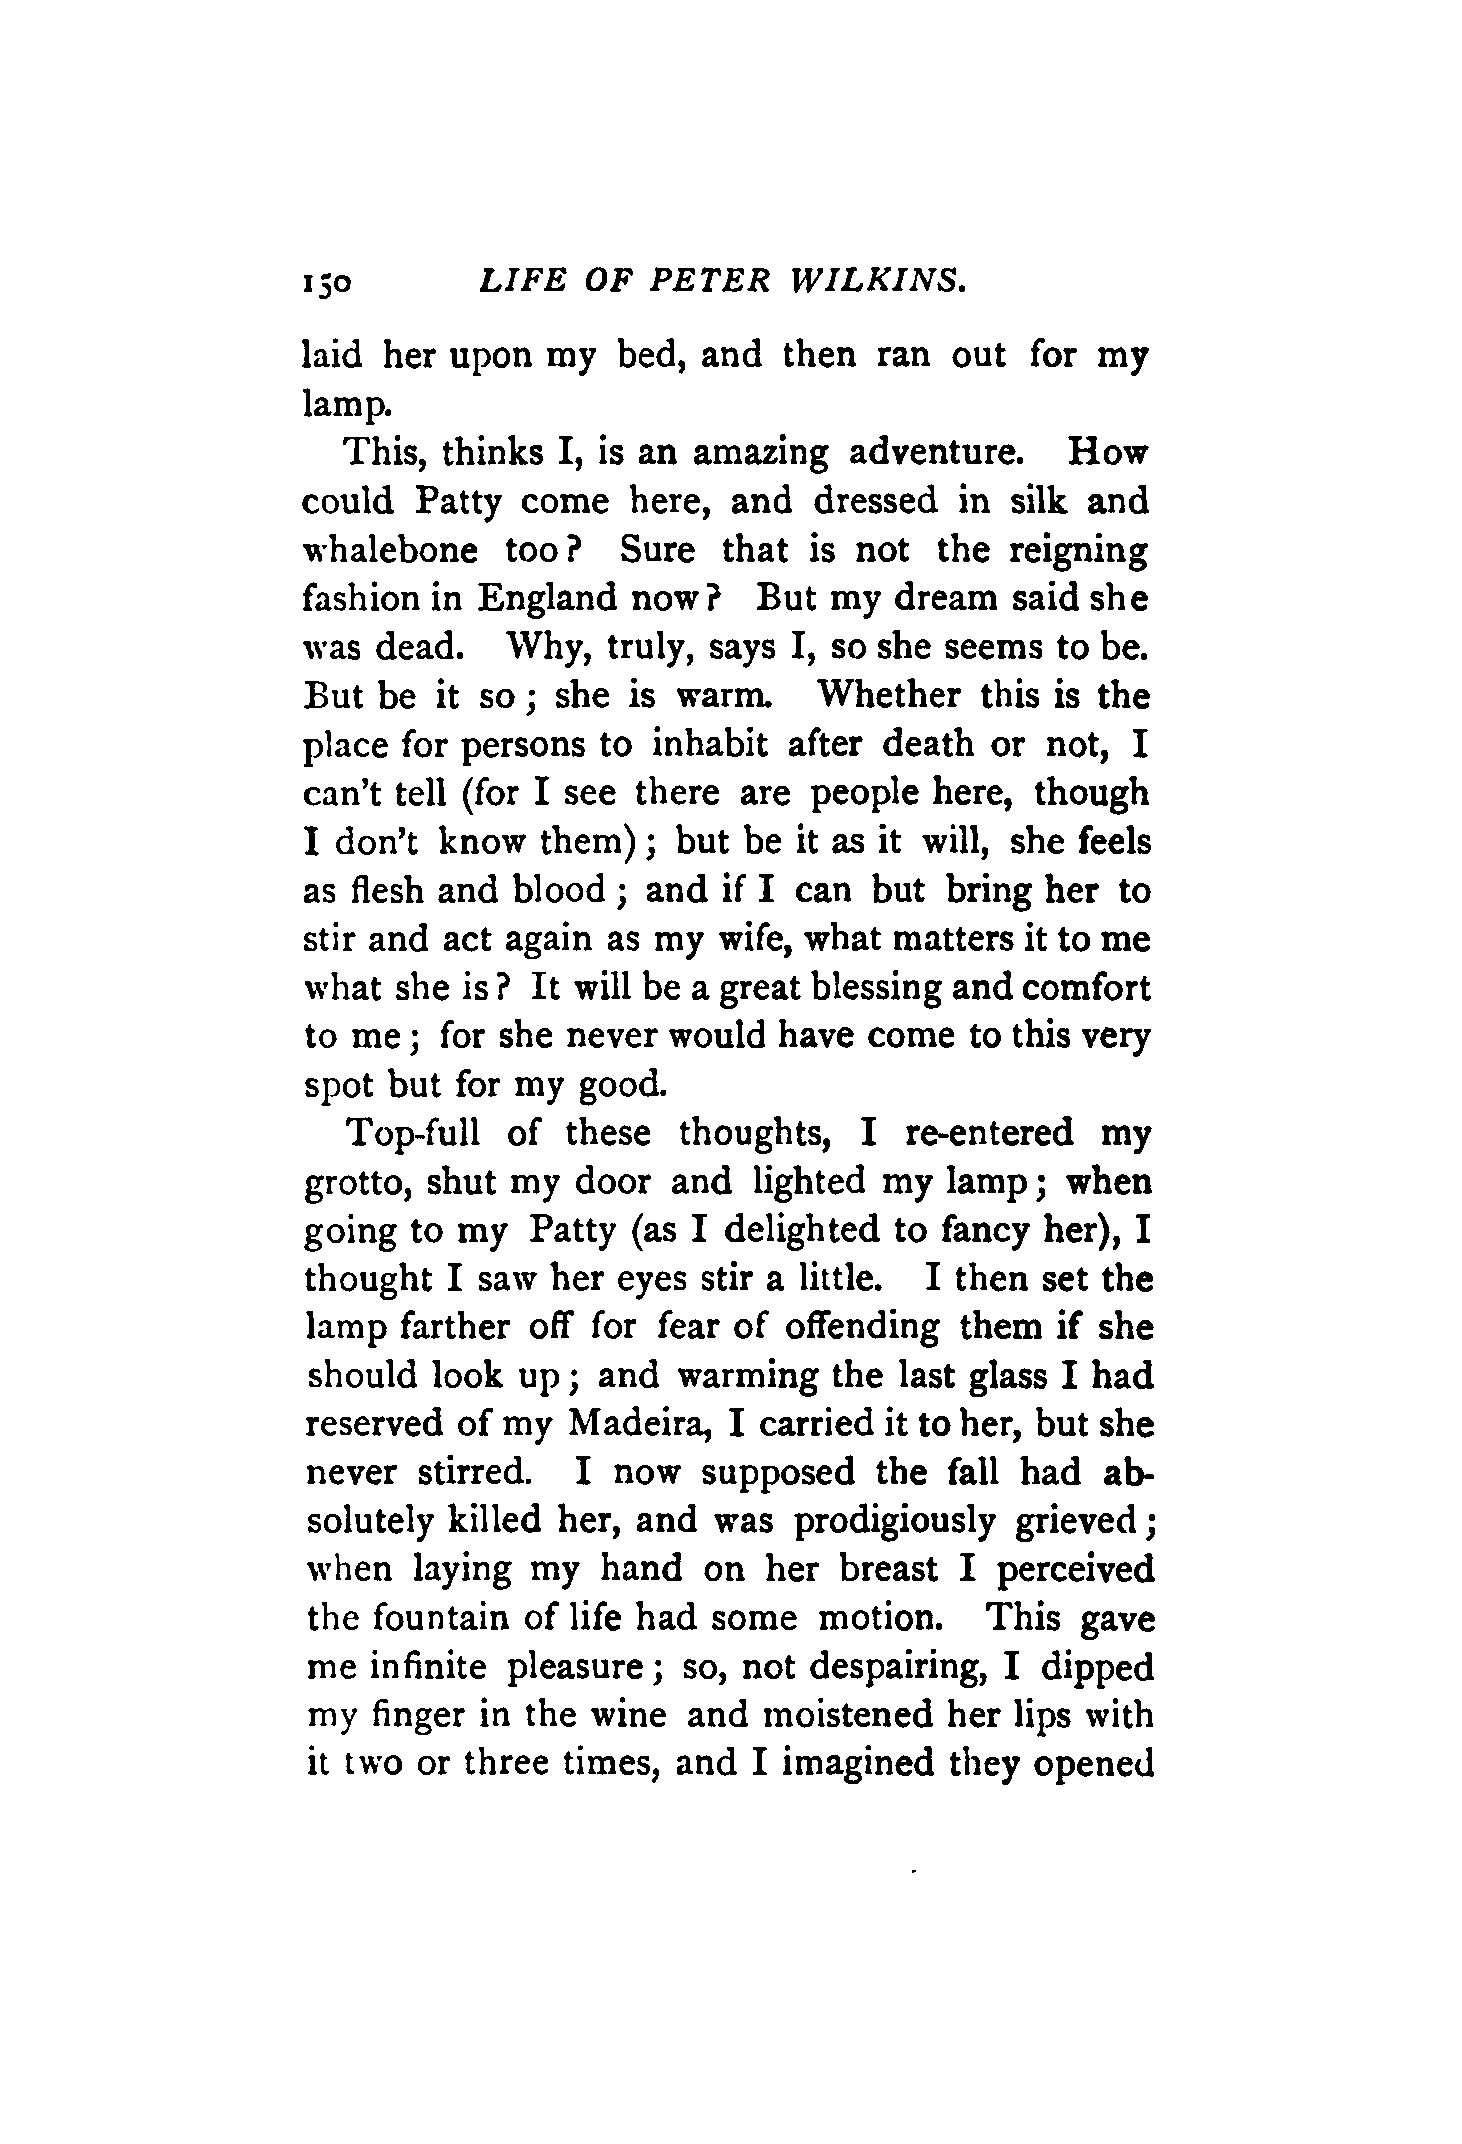 150 LIFE OF PETER WILKINS.
laid her upon my bed, and then ran out for my
lamp.
This, thinks I, is an amazing adventure. How
could Patty come here, and dressed in silk and
whalebone too? Sure that is not the reigning
fashion in England now? But my dream said she
was dead. Why, truly, says I, so she seems to be.
But be it so; she is warm. Whether this is the
place for persons to inhabit after death or not, I
can't tell (for I see there are people here, though
I don't know them); but be it as it will, she feels
as flesh and blood; and if I can but bring her to
stir and act again as my wife, what matters it to me
what she is? It will be a great blessing and comfort
to me; for she never would have come to this very
spot but for my good.
Top-full of these thoughts, I re-entered my
grotto, shut my door and lighted my lamp; when
going to my Patty (as I delighted to fancy her), I
thought I saw her eyes stir a little. I then set the
lamp farther off for fear of offending them if she
should look up; and warming the last glass I had
reserved of my Madeira, I carried it to her, but she
never stirred. I now supposed the fall had ab-
solutely killed her, and was prodigiously grieved;
when laying my hand on her breast I perceived
the fountain of life had some motion. This gave
me infinite pleasure; so, not despairing, I dipped
my finger in the wine and moistened her lips with
it two or three times, and I imagined they opened